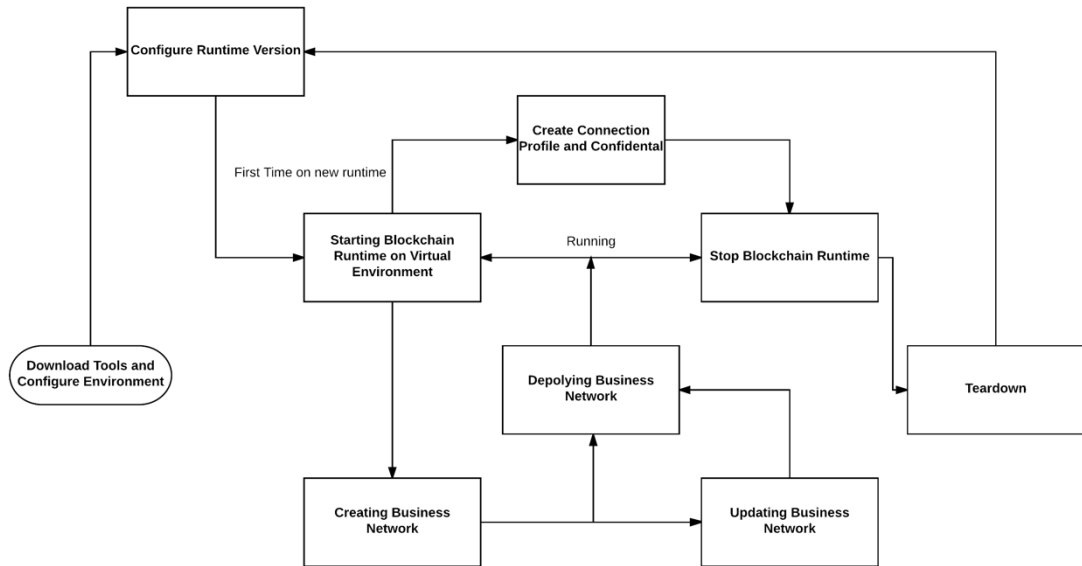 Configure Runtime Version
Create Connection
Profile and Confidental
First Time on new runtime
Starting Blockchain
Runtime on Virtual
Environment
Running
Stop Blockchain Runtime
Download Tools and
Configure Environment
Depolying Business
Network
Teardown
Creating Business
Network
Updating Business
Network